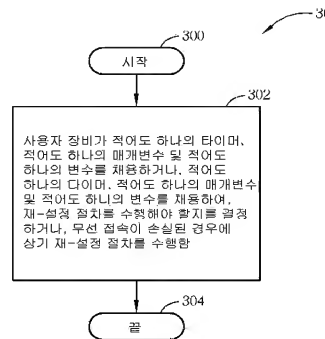 30
300
시작
302
사용자 장비가 적어도 하나의 타이머,
적어도 하나의 매개변수 및 적어도
하나의 변수를 채용하거나, 적어도
하나의 타이머, 적어도 하나의 매개변수
및 적어도 하나의 변수를 채용하여,
재-설정 절차를 수행해야 할지를 결정
하거나, 무선 접속이 손실된 경우에
상기 재-설정 절차를 수행함
304
끝